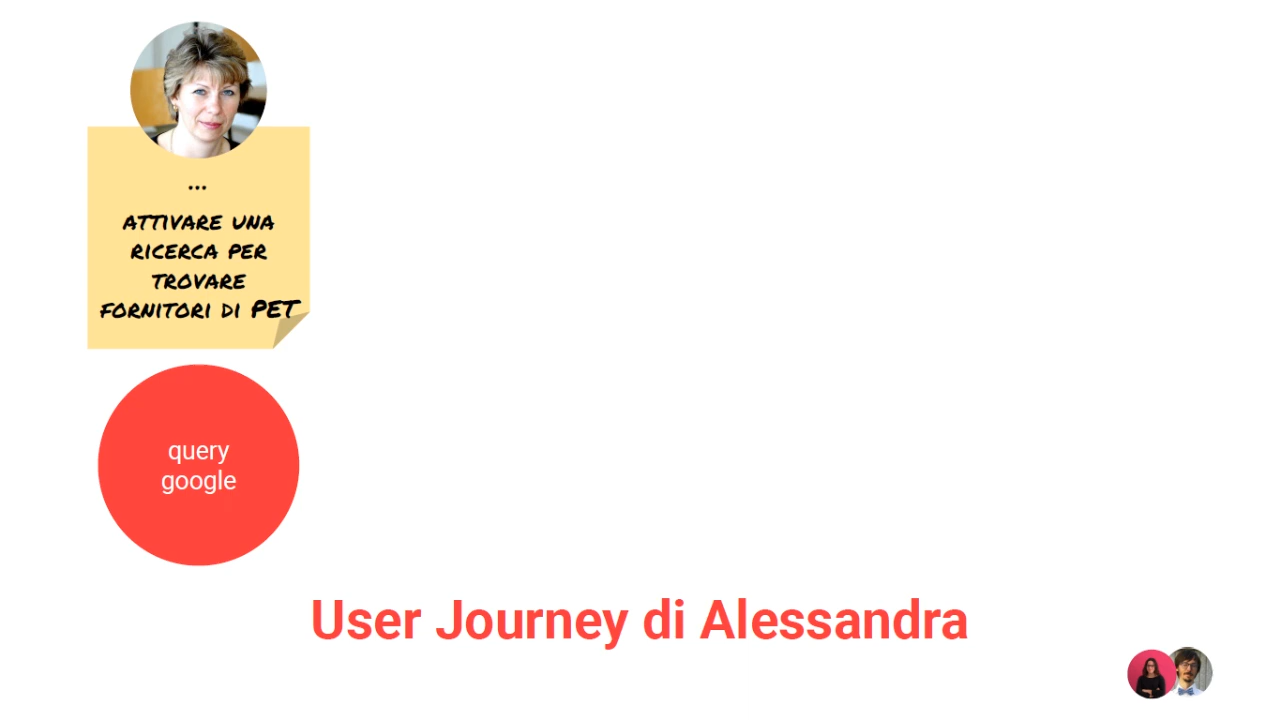 ...
ATTIVARE UNA
RICERCA PER
TROVARE
FORNITORI DI PET
query
google
User Journey di Alessandra